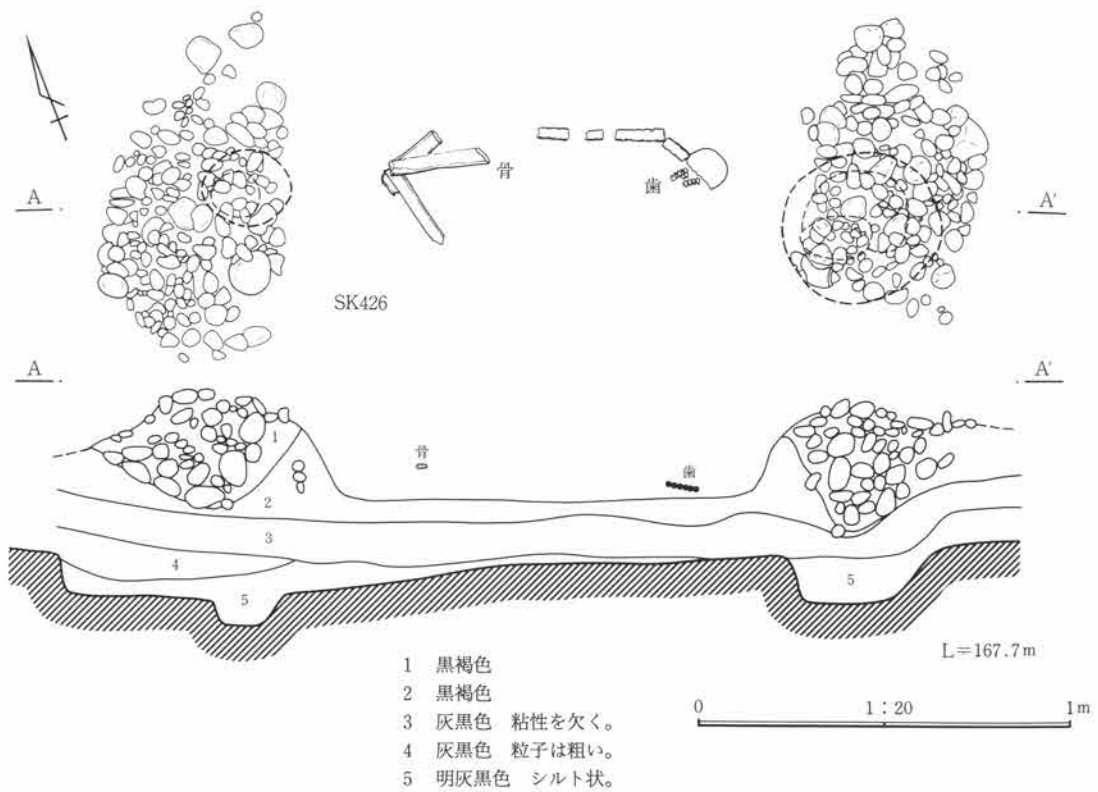 骨
歯
A
A′
SK426
A
A′
1
骨
歯
2
3
4
5
5
L=167.7m
1 黒褐色
2 黒褐色
3 灰黒色 粘性を欠く。
4 灰黒色 粒子は粗い。
5 明灰黒色 シルト状。
0 1:20 1m